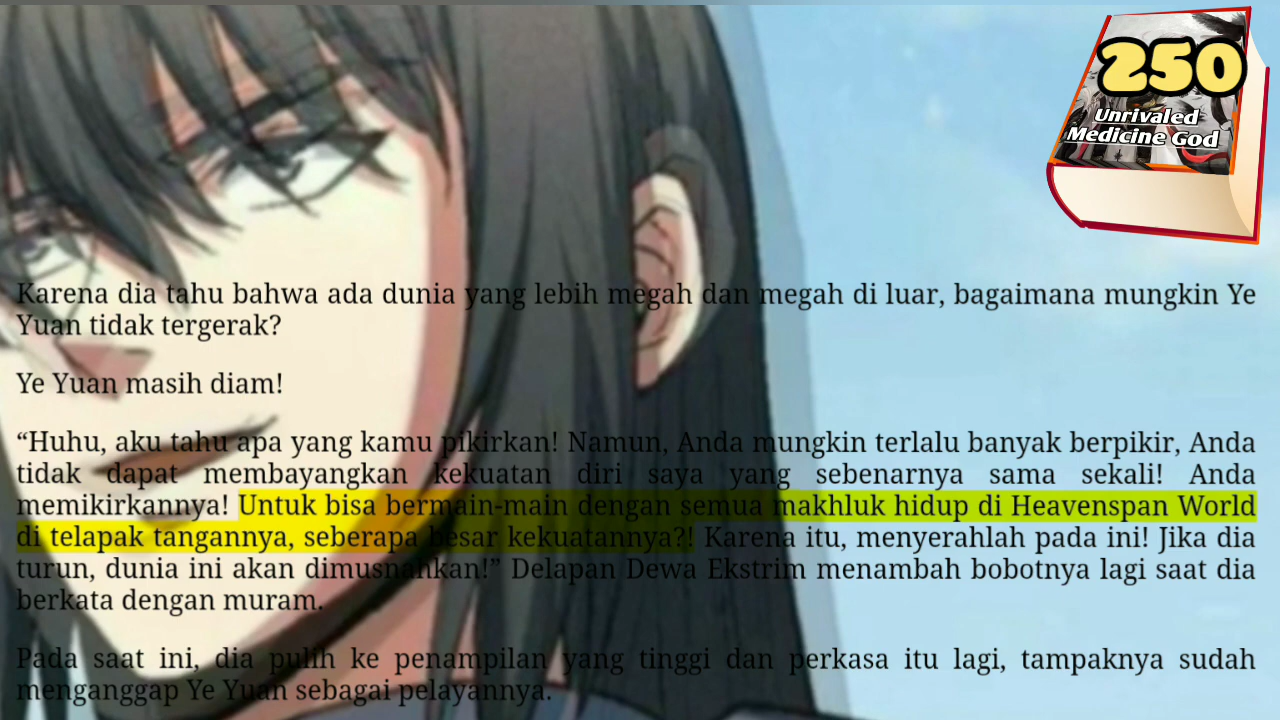 250
Unrivaled
Medicine God
Karena dia tahu bahwa ada dunia yang lebih megah dan megah di luar, bagaimana mungkin Ye
Yuan tidak tergerak?
Ye Yuan masih diam!
“Huhu, aku tahu apa yang kamu pikirkan! Namun, Anda mungkin terlalu banyak berpikir, Anda
tidak dapat membayangkan kekuatan diri saya yang sebenarnya sama sekali! Anda
memikirkannya! Untuk bisa bermain-main dengan semua makhluk hidup di Heavenspan World
di telapak tangannya, seberapa besar kekuatannya?! Karena itu, menyerahlah pada ini! Jika dia
turun, dunia ini akan dimusnahkan!” Delapan Dewa Ekstrim menambah bobotnya lagi saat dia
berkata dengan muram.
Pada saat ini, dia pulih ke penampilan yang tinggi dan perkasa itu lagi, tampaknya sudah
menganggap Ye Yuan sebagai pelayannya.